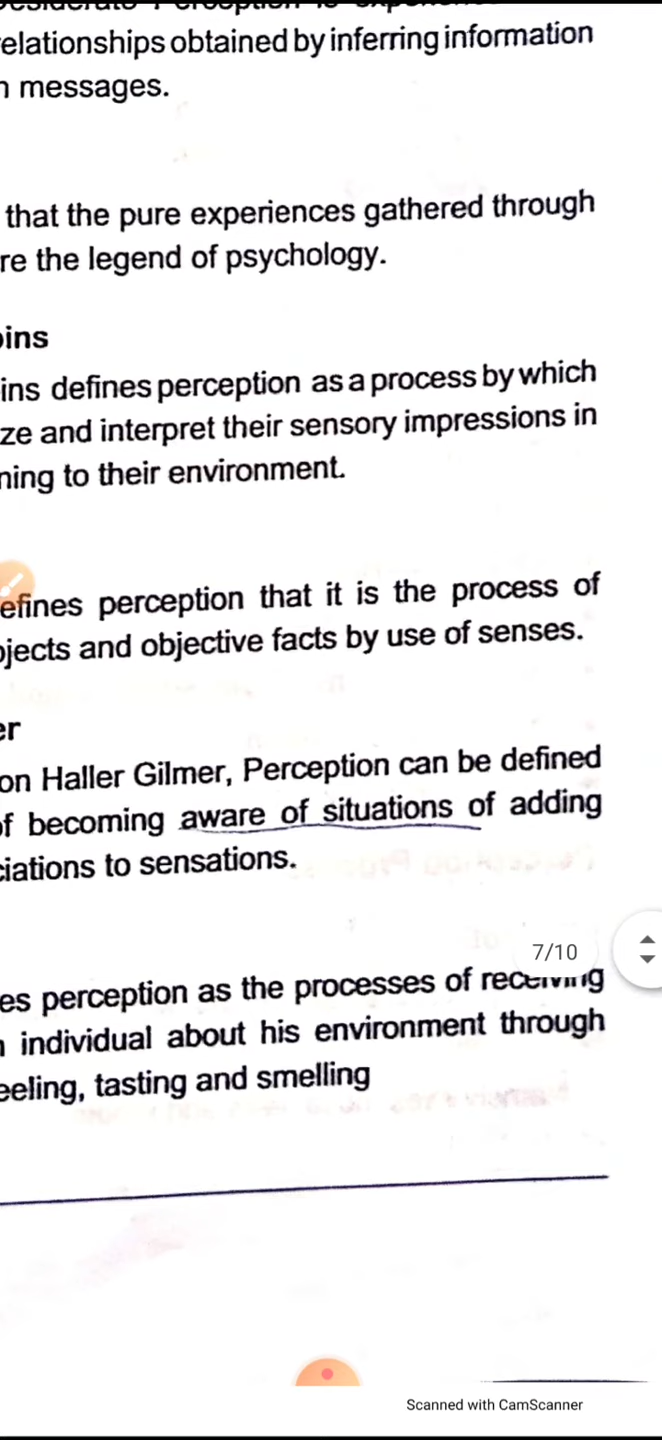 elationships obtained by inferring information
n messages.
that the pure experiences gathered through
re the legend of psychology.
ins
ins defines perception as a process by which
ze and interpret their sensory impressions in
ning to their environment.
efines perception that it is the process of
bjects and objective facts by use of senses.
er
on Haller Gilmer, Perception can be defined
of becoming aware of situations of adding
ciations to sensations.
7/10
es perception as the processes of receiving
n individual about his environment through
eeling, tasting and smelling
Scanned with CamScanner